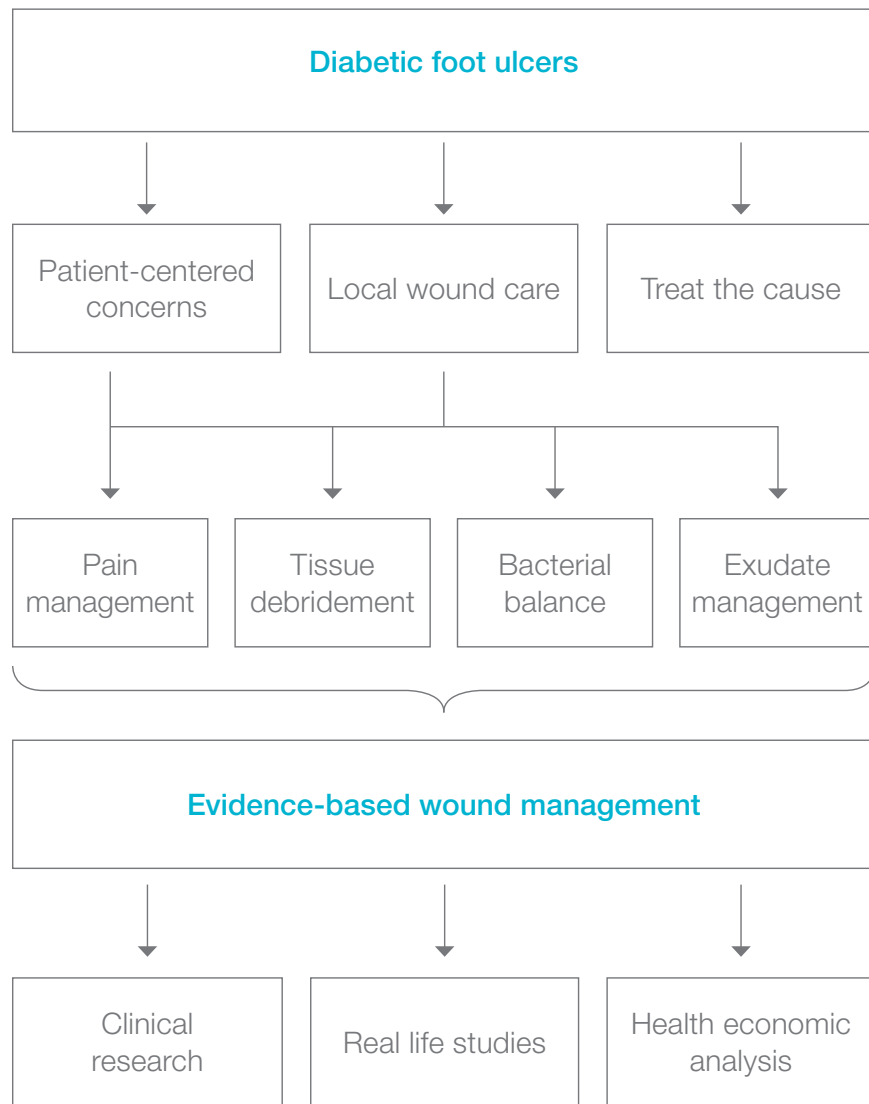 Diabetic foot ulcers
Patient-centered
concerns
Local wound care
Treat the cause
Pain
management
Tissue
debridement
Bacterial
balance
Exudate
management
Evidence-based wound management
Clinical
research
Real life studies
Health economic
analysis